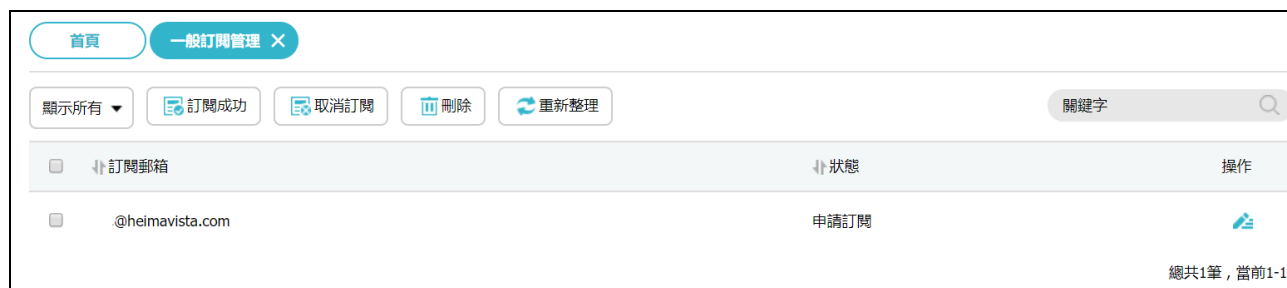 首頁 一般訂閱管理 ×
顯示所有 ▼ 訂閱成功 取消訂閱 刪除 重新整理 關鍵字
訂閱郵箱 狀態 操作
@heimavista.com 申請訂閱
總共1筆，當前1-1